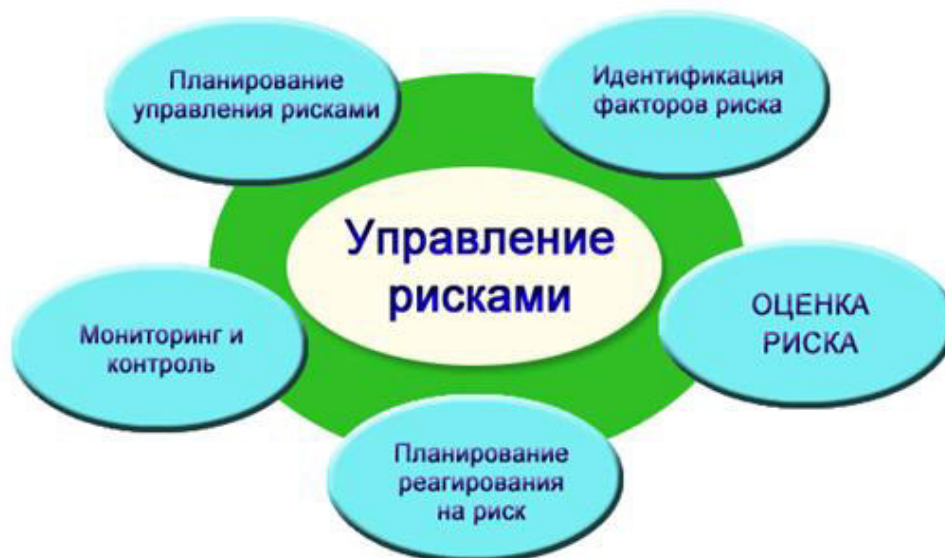 Планирование
управления рисками
Идентификация
факторов риска
Управление
рисками
ОЦЕНКА
РИСКА
Мониторинг и
контроль
Планирование
реагирования
на риск